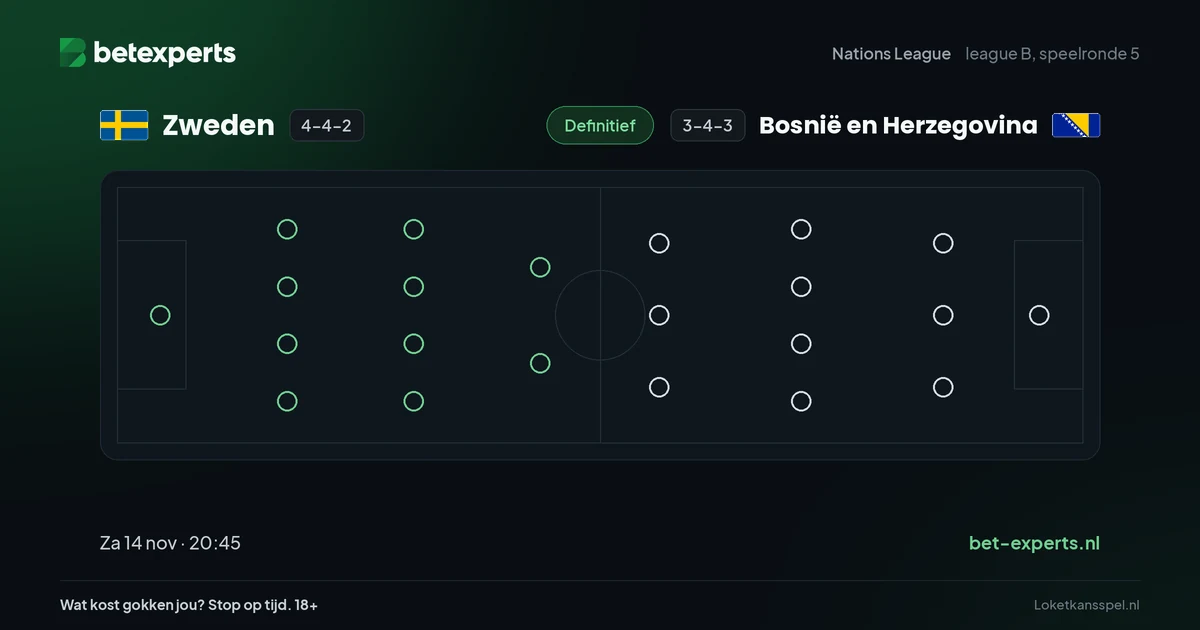 betexperts
Nations League league B, speelronde 5
Zweden 4-4-2 Definitief 3-4-3 Bosnië en Herzegovina
Za 14 nov · 20:45
bet-experts.nl
Wat kost gokken jou? Stop op tijd. 18+
Loketkansspel.nl